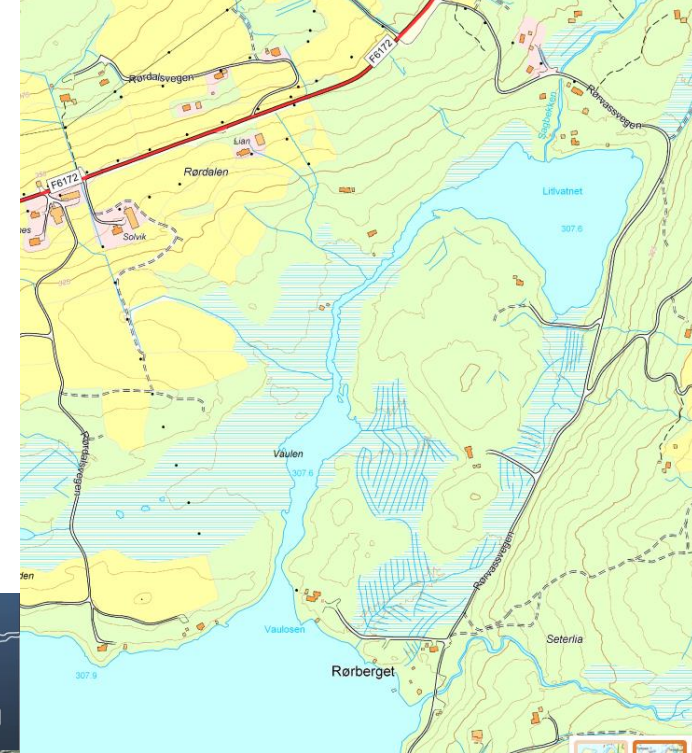 F6172
Rørdalsvegen
Rørvassvegen
Sagbekken
Lian
Rørdalen
Litlvatnet
F6172
307.6
Solvik
Vaulen
307.6
Rørdalsvegen
Rørvassvegen
Vaulosen
Seterlia
Rørberget
307.9